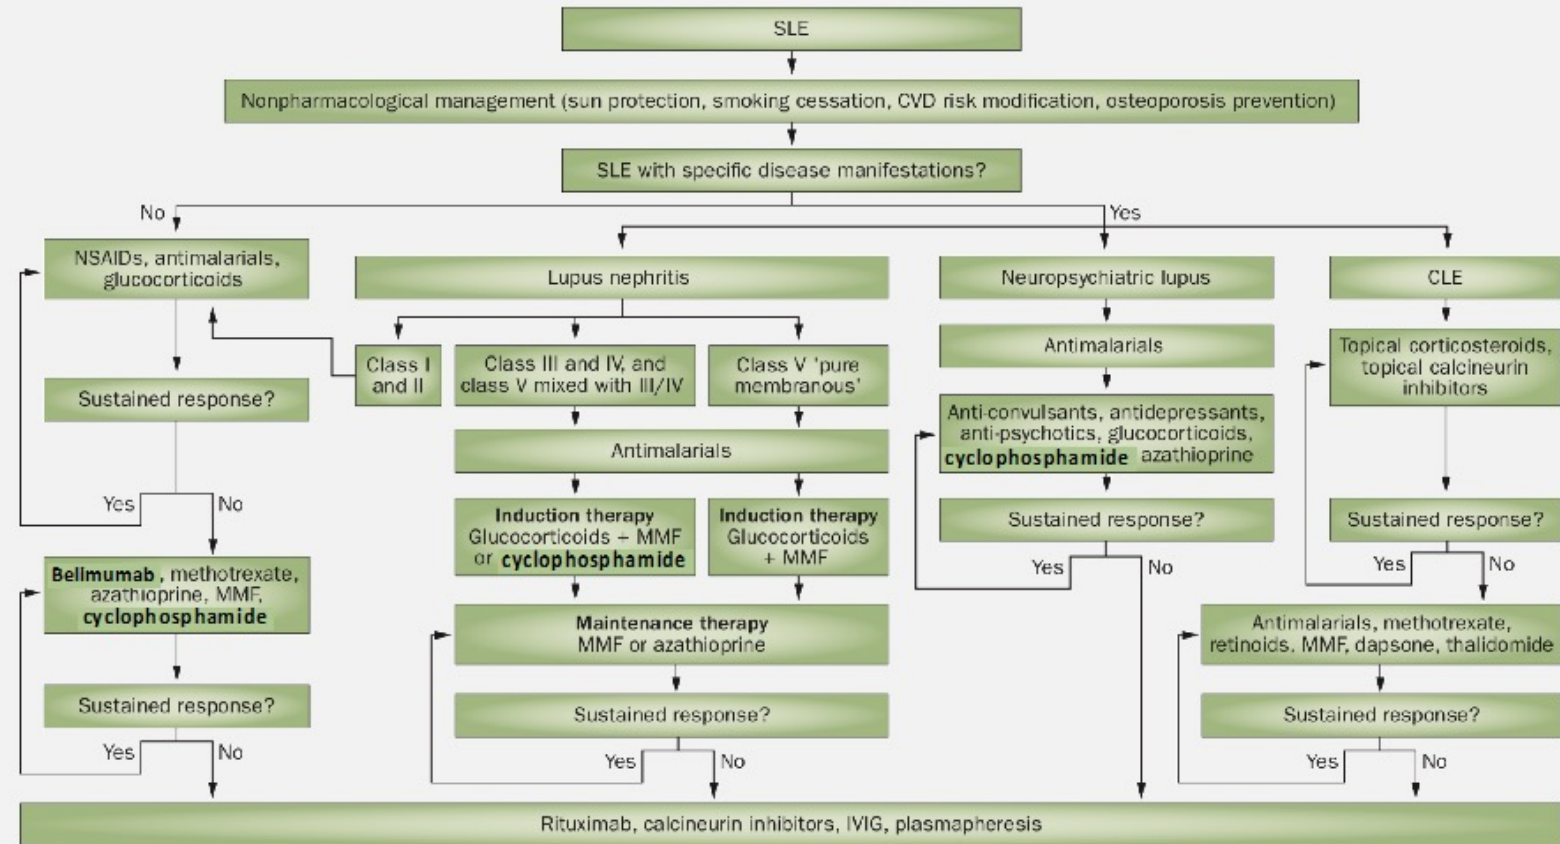 SLE
Nonpharmacological management (sun protection, smoking cessation, CVD risk modification, osteoporosis prevention)
SLE with specific disease manifestations?
No
Yes
NSAIDs, antimalarials,
glucocorticoids
Lupus nephritis
Neuropsychiatric lupus
CLE
Class I
and II
Class III and IV, and
class V mixed with III/IV
Class V 'pure
membranous'
Antimalarials
Topical corticosteroids,
topical calcineurin
inhibitors
Sustained response?
Anti-convulsants, antidepressants,
anti-psychotics, glucocorticoids,
cyclophosphamide azathioprine
Antimalarials
Yes
No
Induction therapy
Glucocorticoids + MMF
or cyclophosphamide
Induction therapy
Glucocorticoids
+ MMF
Sustained response?
Sustained response?
Yes
No
Yes
No
Belimumab, methotrexate,
azathioprine, MMF,
cyclophosphamide
Maintenance therapy
MMF or azathioprine
Antimalarials, methotrexate,
retinoids, MMF, dapsone, thalidomide
Sustained response?
Sustained response?
Sustained response?
Yes
No
Yes
No
Yes
No
Rituximab, calcineurin inhibitors, IVIG, plasmapheresis